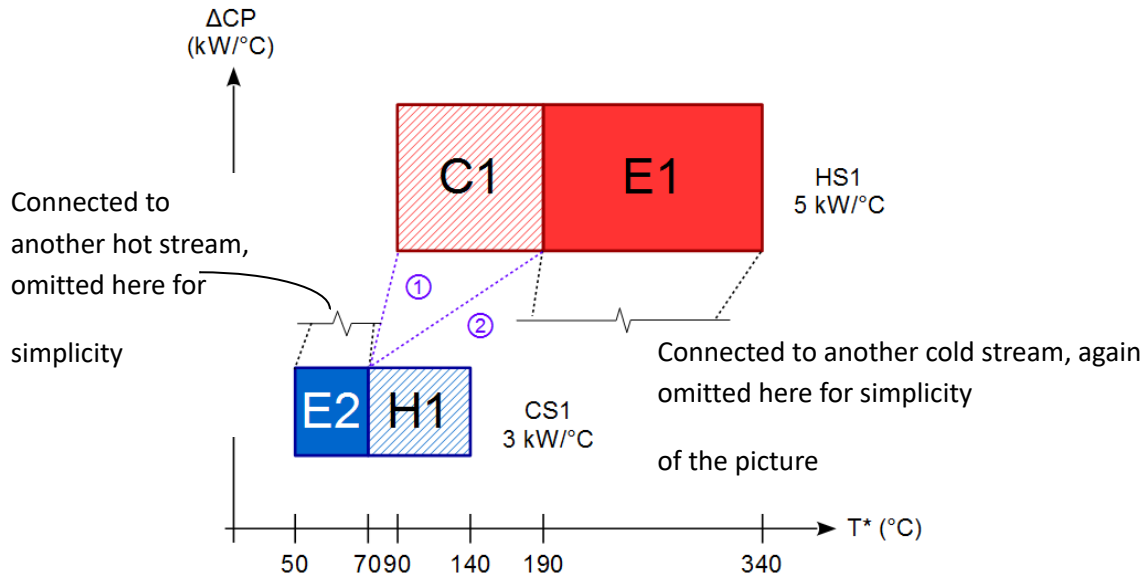 ΔCP
(kW/°C)
C1
E1
HS1
5 kW/°C
Connected to
another hot stream,
omitted here for
simplicity
1
2
Connected to another cold stream, again
omitted here for simplicity
of the picture
E2
H1
CS1
3 kW/°C
T* (°C)
50
70
90
140
190
340